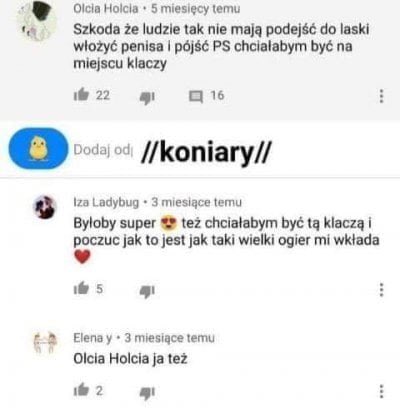 Olcia Holcia • 5 miesięcy temu
Szkoda że ludzie tak nie mają podejść do laski
włożyć penisa i pójść PS chciałabym być na
miejscu klaczy
22 16
Dodaj od //koniary//
Iza Ladybug • 3 miesiące temu
Byłoby super 😍 też chciałabym być tą klaczą i
poczuc jak to jest jak taki wielki ogier mi wkłada
❤️
5
Elena y • 3 miesiące temu
Olcia Holcia ja też
2